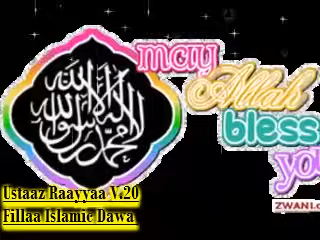 لا إله إلا الله
محمد رسول الله
may
Allah
bless
you
ZWANI.c
Ustaaz Raayyaa V.20
Fillaa Islamic Dawa